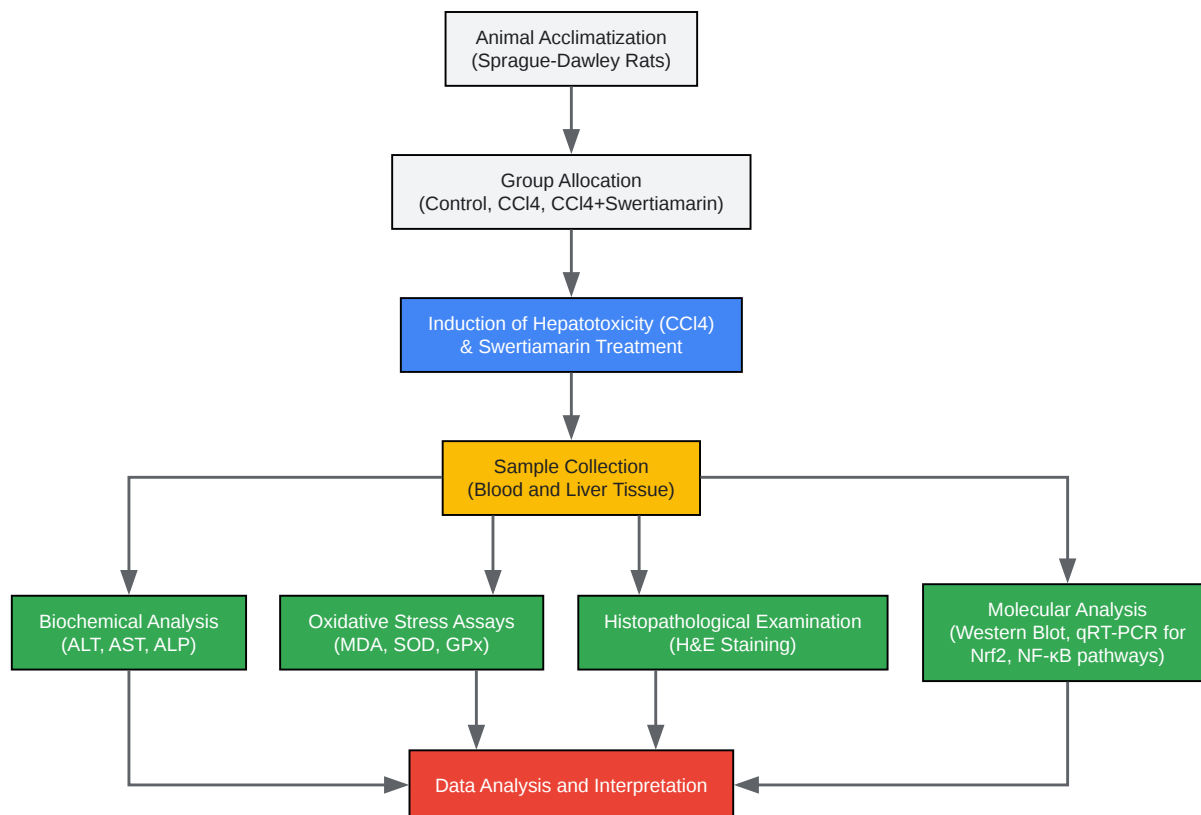 Animal Acclimatization
(Sprague-Dawley Rats)
Group Allocation
(Control, CCl4, CCl4+Swertiamarin)
Induction of Hepatotoxicity (CCl4)
& Swertiamarin Treatment
Sample Collection
(Blood and Liver Tissue)
Biochemical Analysis
(ALT, AST, ALP)
Oxidative Stress Assays
(MDA, SOD, GPx)
Histopathological Examination
(H&E Staining)
Molecular Analysis
(Western Blot, qRT-PCR for
Nrf2, NF-κB pathways)
Data Analysis and Interpretation